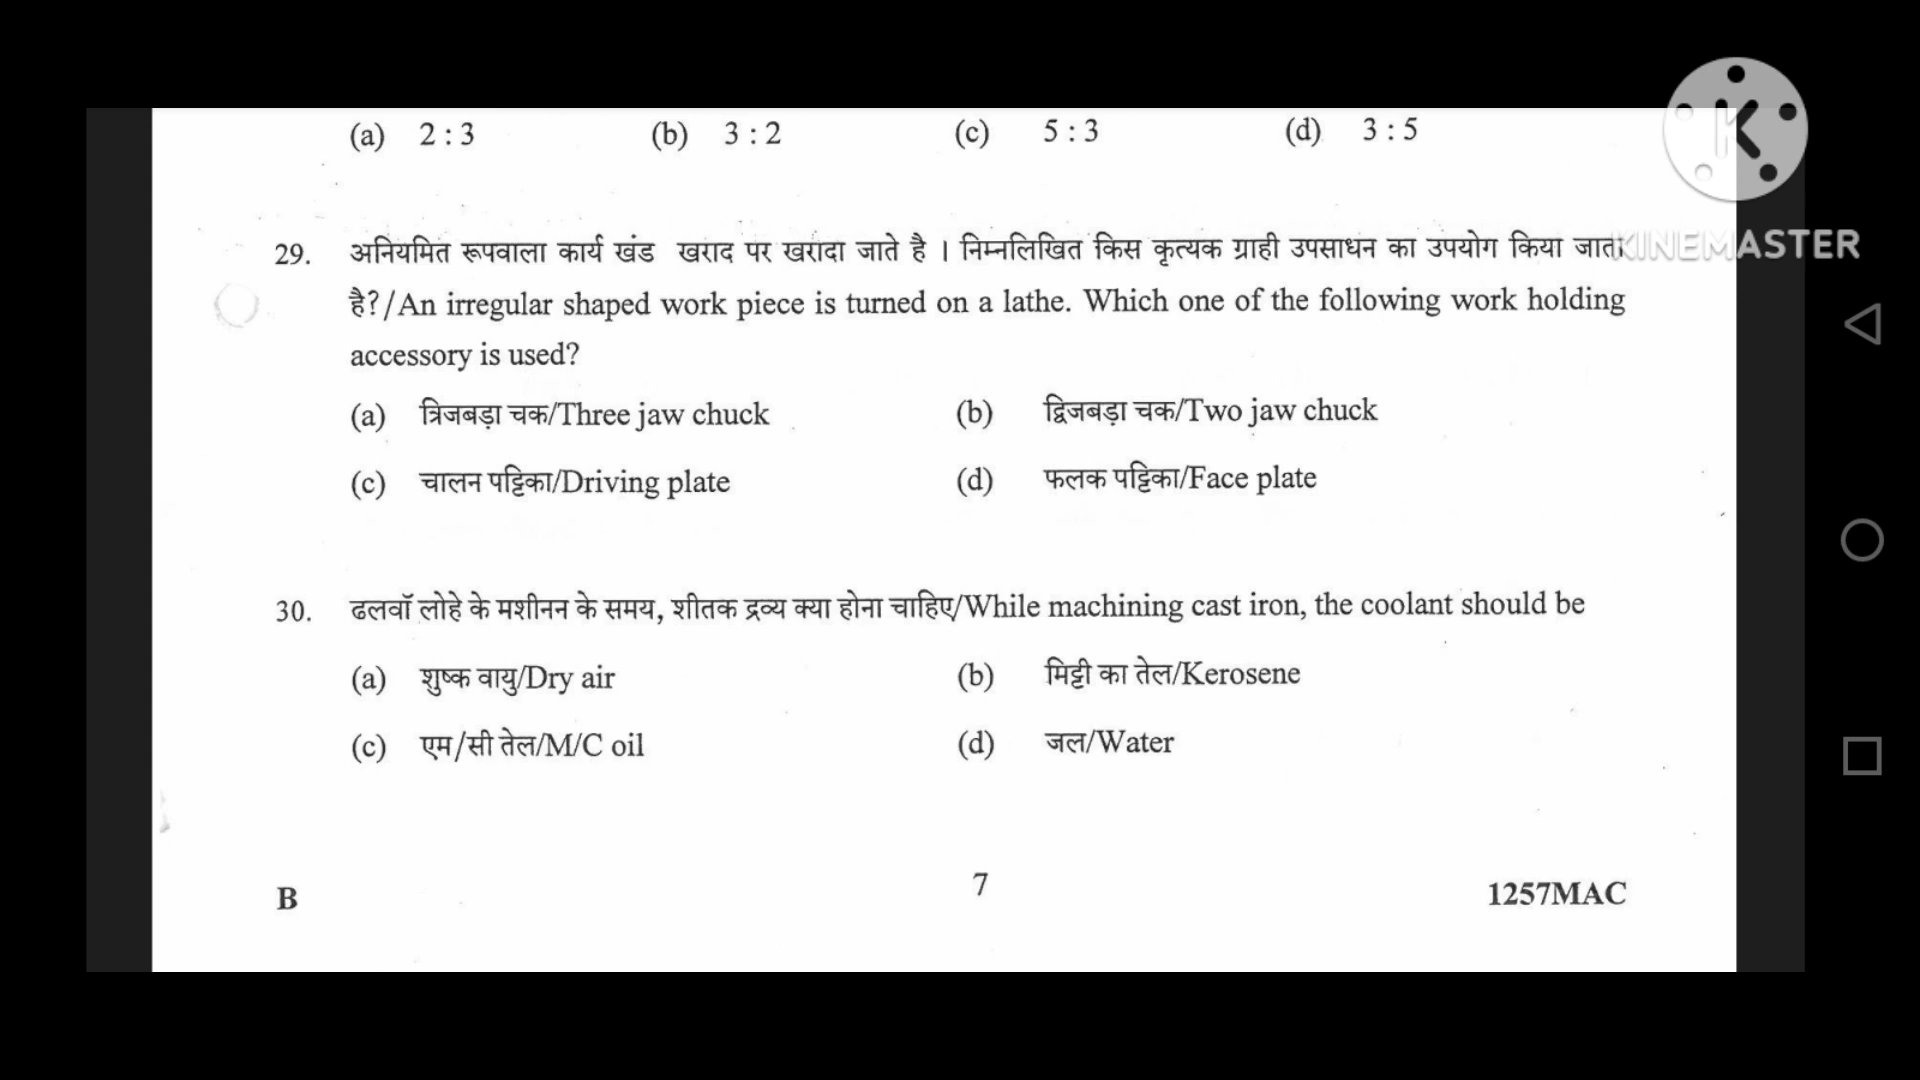 (a) 2 : 3 (b) 3 : 2 (c) 5 : 3 (d) 3 : 5
29. अनियमित रूपवाला कार्य खंड खराद पर खरादा जाते है । निम्नलिखित किस कृत्यक ग्राही उपसाधन का उपयोग किया जाता
है?/An irregular shaped work piece is turned on a lathe. Which one of the following work holding
accessory is used?
(a) त्रिजबड़ा चक/Three jaw chuck (b) द्विजबड़ा चक/Two jaw chuck
(c) चालन पट्टिका/Driving plate (d) फलक पट्टिका/Face plate
30. ढलवॉ लोहे के मशीनन के समय, शीतक द्रव्य क्या होना चाहिए/While machining cast iron, the coolant should be
(a) शुष्क वायु/Dry air (b) मिट्टी का तेल/Kerosene
(c) एम/सी तेल/M/C oil (d) जल/Water
B 7 1257MAC
K
KINEMASTER